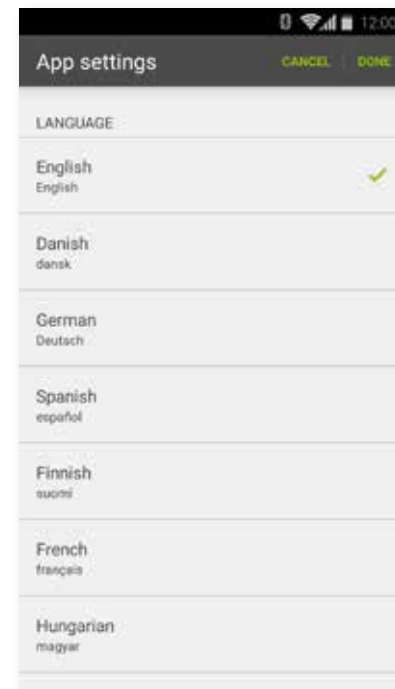 12:00
App settings
CANCEL DONE
LANGUAGE
English
English
Danish
dansk
German
Deutsch
Spanish
español
Finnish
suomi
French
français
Hungarian
magyar